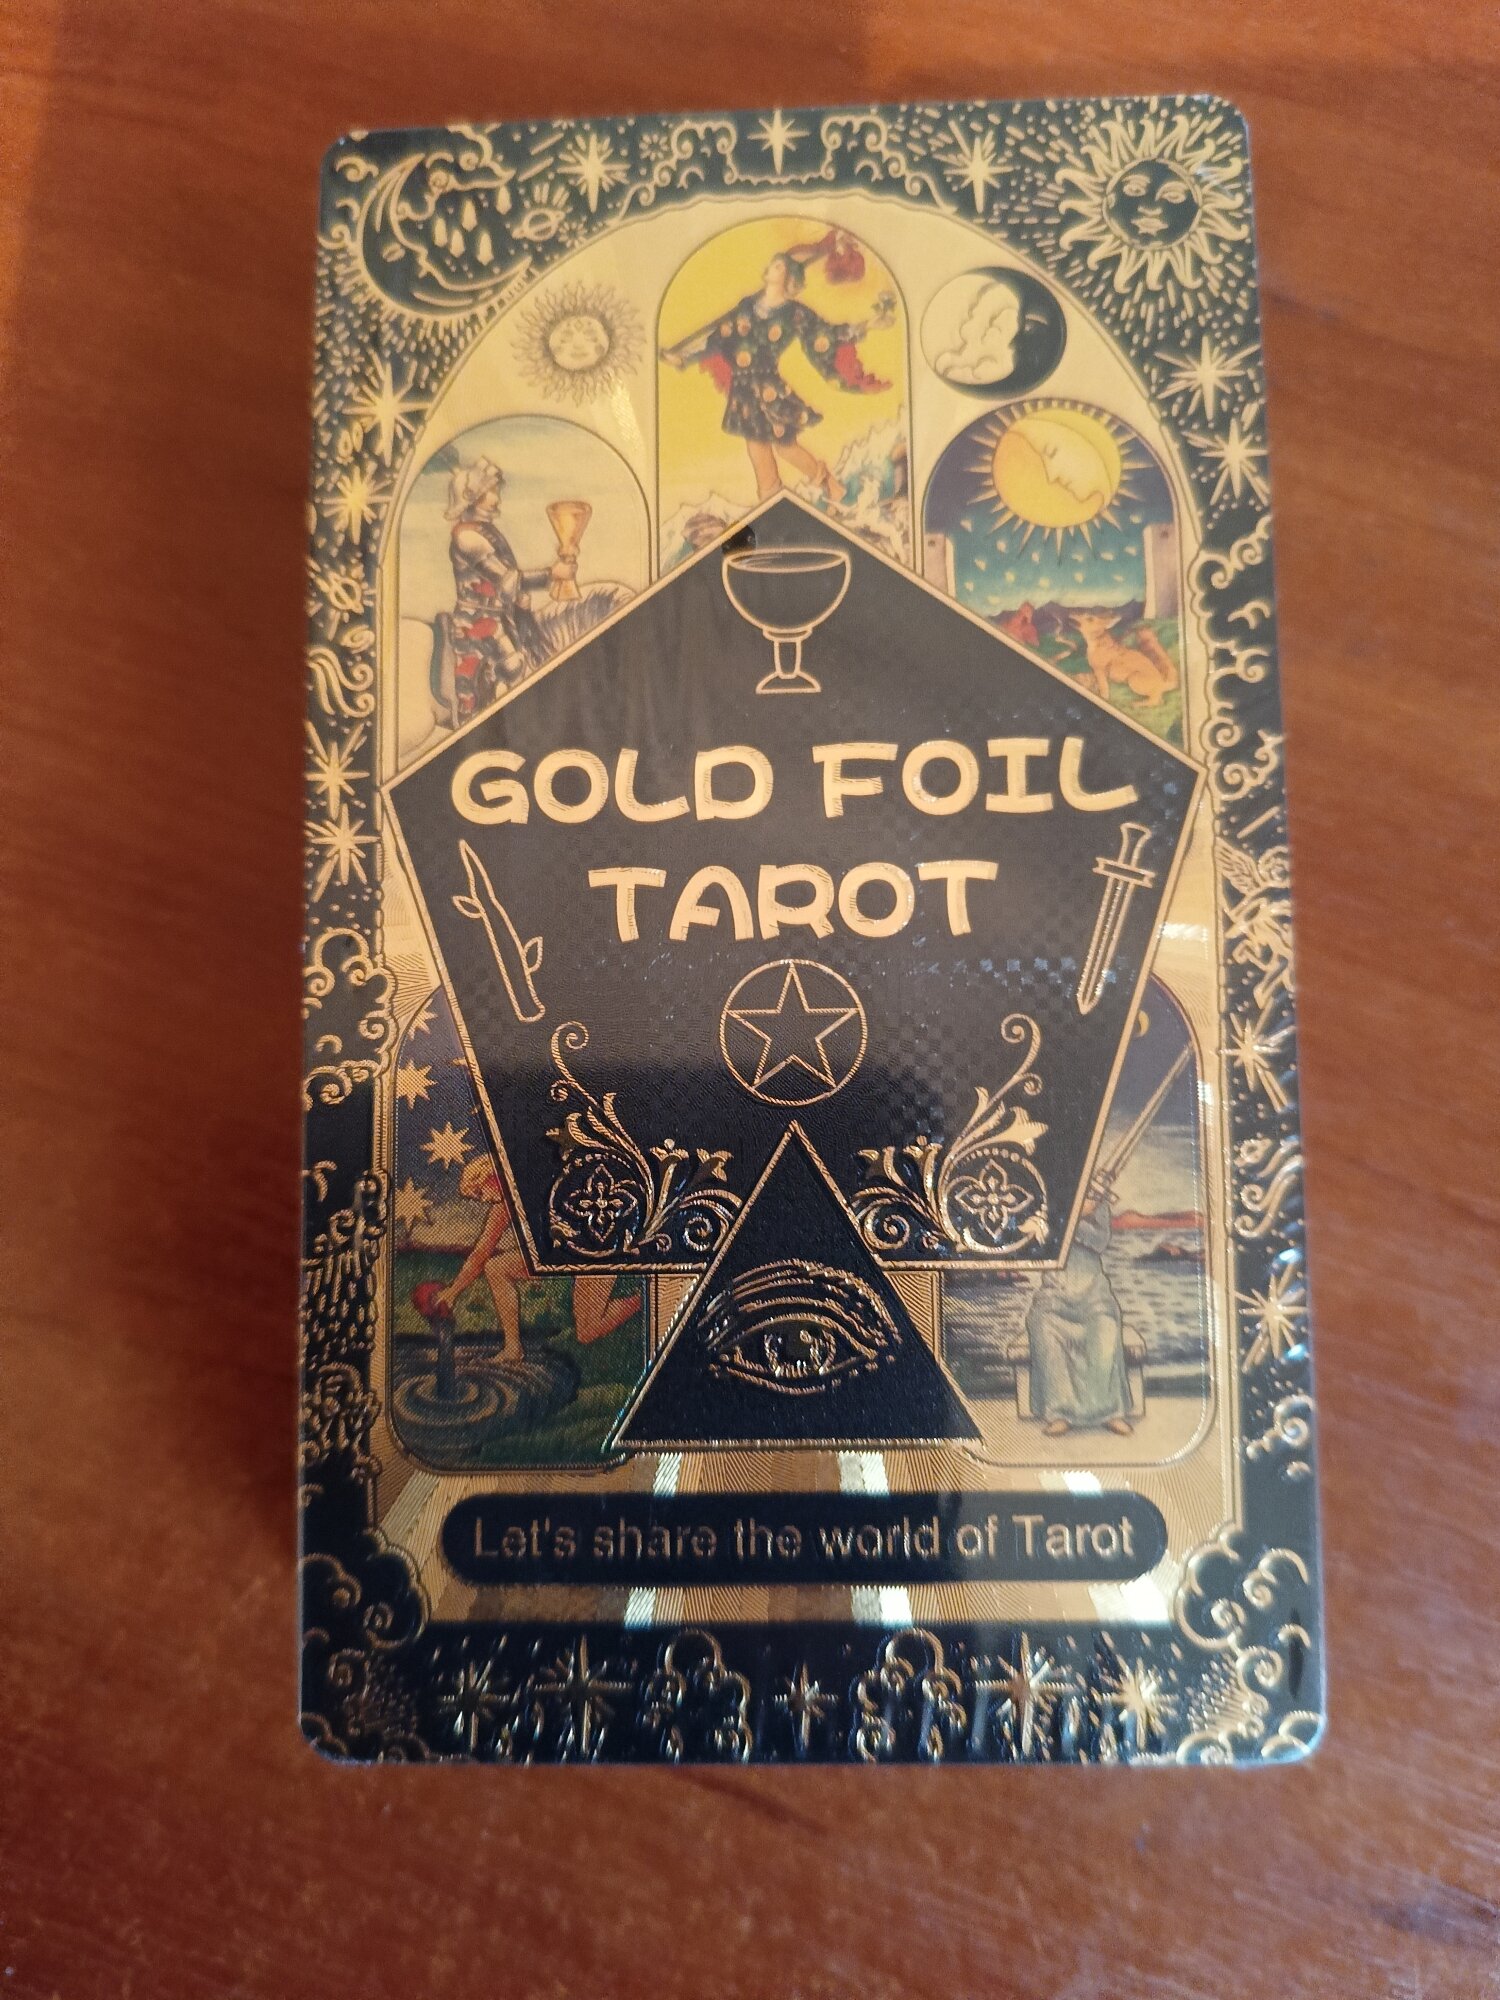 GOLD FOIL
TAROT
Let's share the world of Tarot